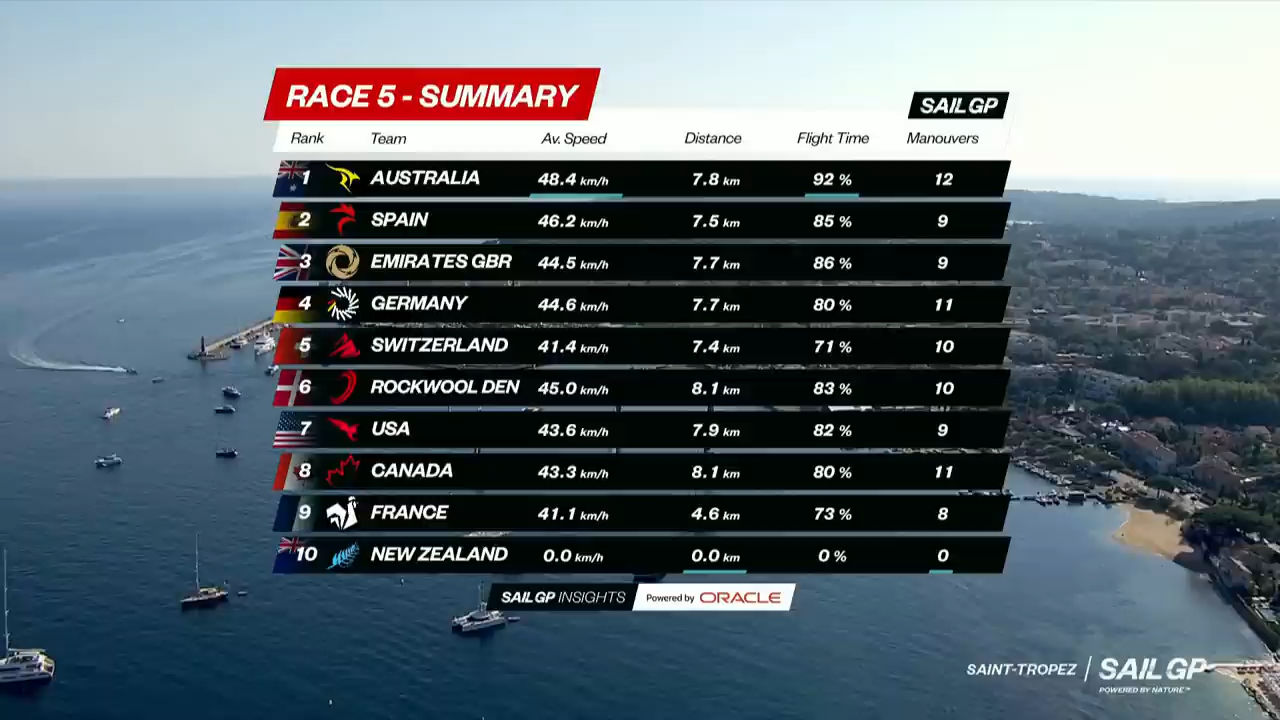 RACE 5 - SUMMARY
SAIL GP
Rank Team Av. Speed Distance Flight Time Manouvers
1 AUSTRALIA 48.4 km/h 7.8 km 92 % 12
2 SPAIN 46.2 km/h 7.5 km 85 % 9
3 EMIRATES GBR 44.5 km/h 7.7 km 86 % 9
4 GERMANY 44.6 km/h 7.7 km 80 % 11
5 SWITZERLAND 41.4 km/h 7.4 km 71 % 10
6 ROCKWOOL DEN 45.0 km/h 8.1 km 83 % 10
7 USA 43.6 km/h 7.9 km 82 % 9
8 CANADA 43.3 km/h 8.1 km 80 % 11
9 FRANCE 41.1 km/h 4.6 km 73 % 8
10 NEW ZEALAND 0.0 km/h 0.0 km 0 % 0
SAIL GP INSIGHTS Powered by ORACLE
SAINT-TROPEZ SAIL GP
POWERED BY NATURE™